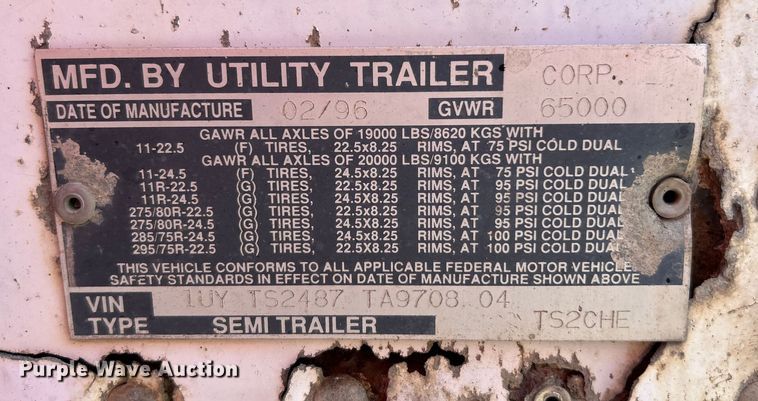 MFD. BY UTILITY TRAILER CORP.
DATE OF MANUFACTURE 02/96 GVWR 65000
GAWR ALL AXLES OF 19000 LBS/8620 KGS WITH
11-22.5 (F) TIRES, 22.5x8.25 RIMS, AT 75 PSI COLD DUAL
GAWR ALL AXLES OF 20000 LBS/9100 KGS WITH
11-24.5 (F) TIRES, 24.5x8.25 RIMS, AT 75 PSI COLD DUAL
11R-22.5 (G) TIRES, 22.5x8.25 RIMS, AT 95 PSI COLD DUAL
11R-24.5 (G) TIRES, 24.5x8.25 RIMS, AT 95 PSI COLD DUAL
275/80R-22.5 (G) TIRES, 22.5x8.25 RIMS, AT 95 PSI COLD DUAL
275/80R-24.5 (G) TIRES, 24.5x8.25 RIMS, AT 95 PSI COLD DUAL
285/75R-24.5 (G) TIRES, 24.5x8.25 RIMS, AT 100 PSI COLD DUAL
295/75R-22.5 (G) TIRES, 22.5x8.25 RIMS, AT 100 PSI COLD DUAL
THIS VEHICLE CONFORMS TO ALL APPLICABLE FEDERAL MOTOR VEHICLE
SAFETY STANDARDS IN EFFECT ON DATE OF MANUFACTURE SHOWN ABOVE
VIN 1UY TS2487 TA9708 04
TYPE SEMI TRAILER TS2CHE
Purple Wave Auction